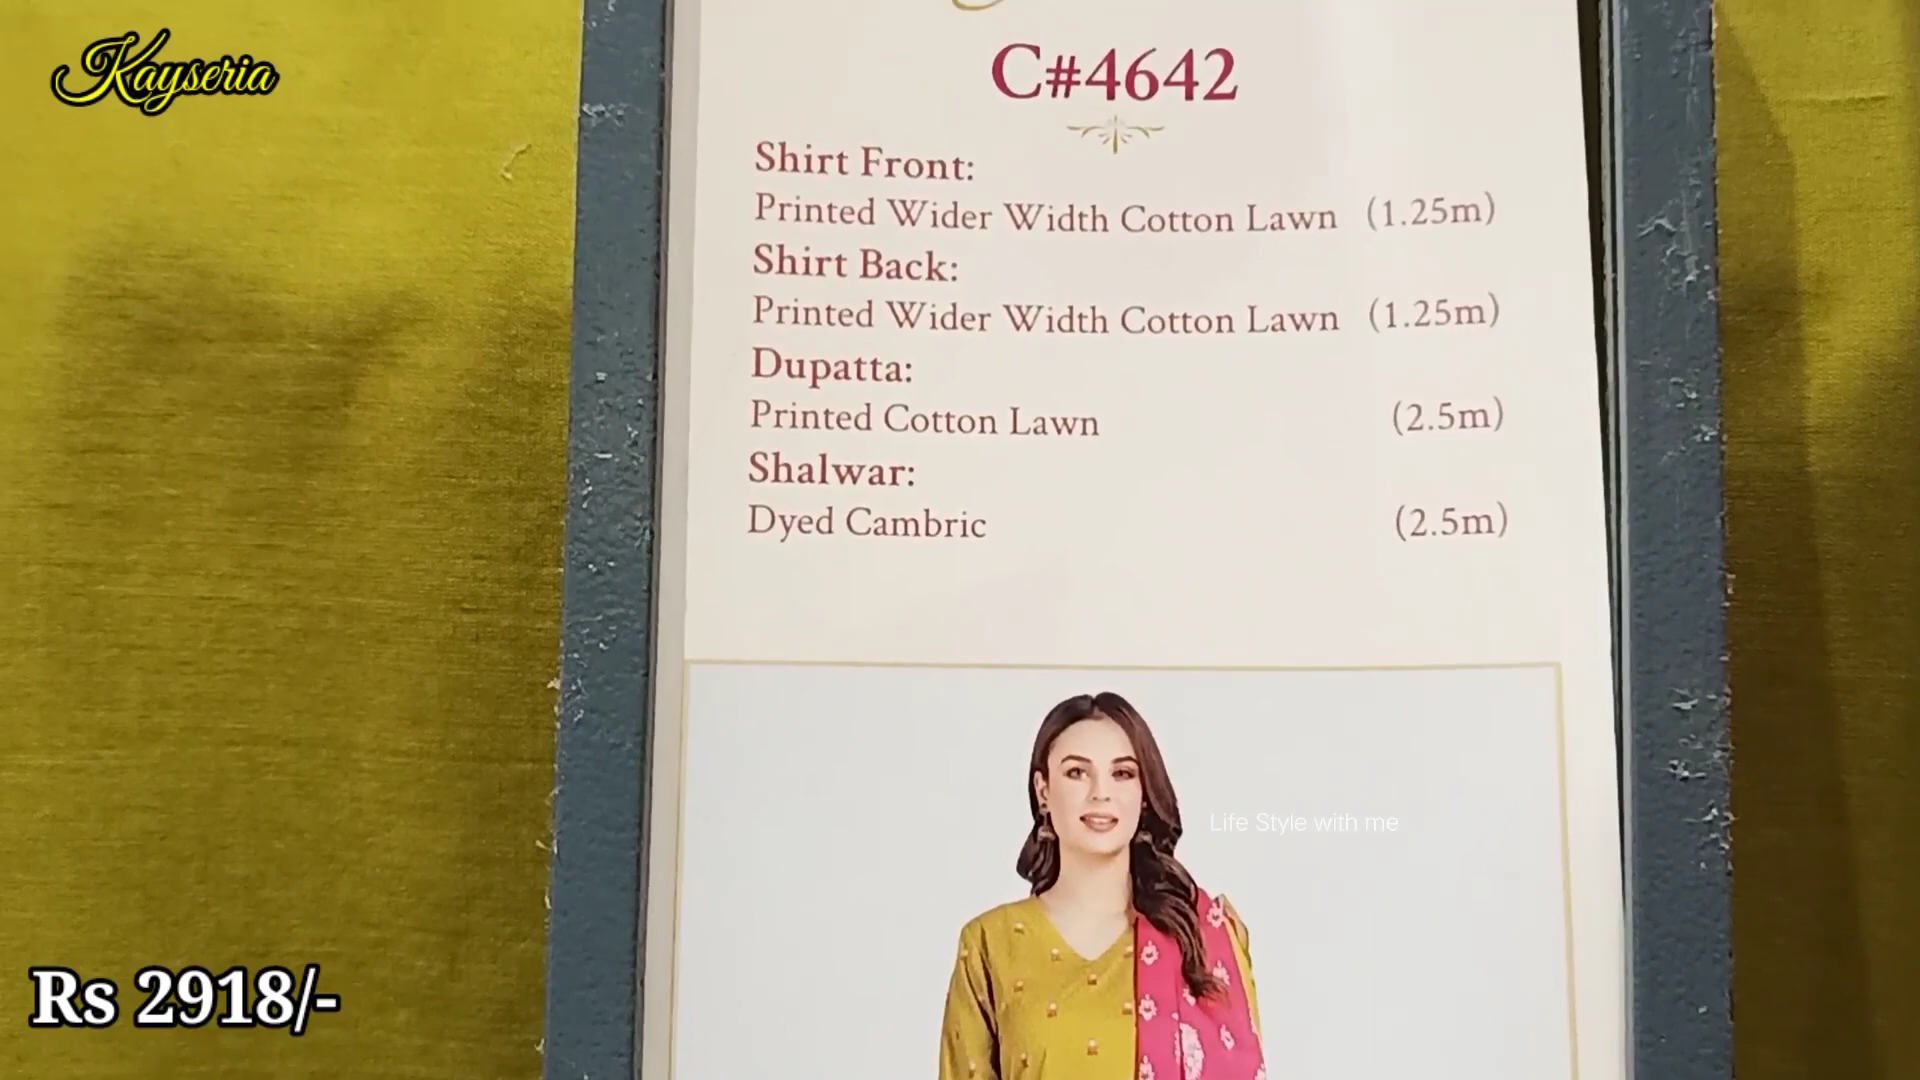 Kayseria
C#4642
Shirt Front:
Printed Wider Width Cotton Lawn (1.25m)
Shirt Back:
Printed Wider Width Cotton Lawn (1.25m)
Dupatta:
Printed Cotton Lawn (2.5m)
Shalwar:
Dyed Cambric (2.5m)
Life Style with me
Rs 2918/-